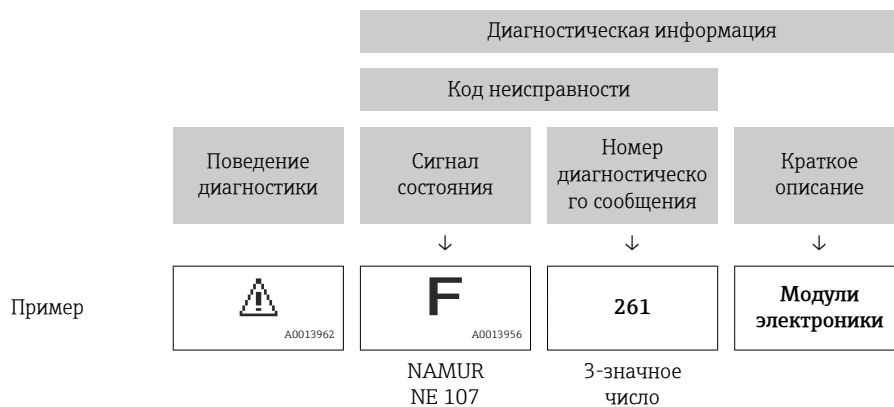 Диагностическая информация
Код неисправности
Поведение
диагностики
Сигнал
состояния
Номер
диагностическо
го сообщения
Краткое
описание
↓ ↓ ↓
Пример
A0013962
F
A0013956
261
Модули
электроники
NAMUR
NE 107
3-значное
число